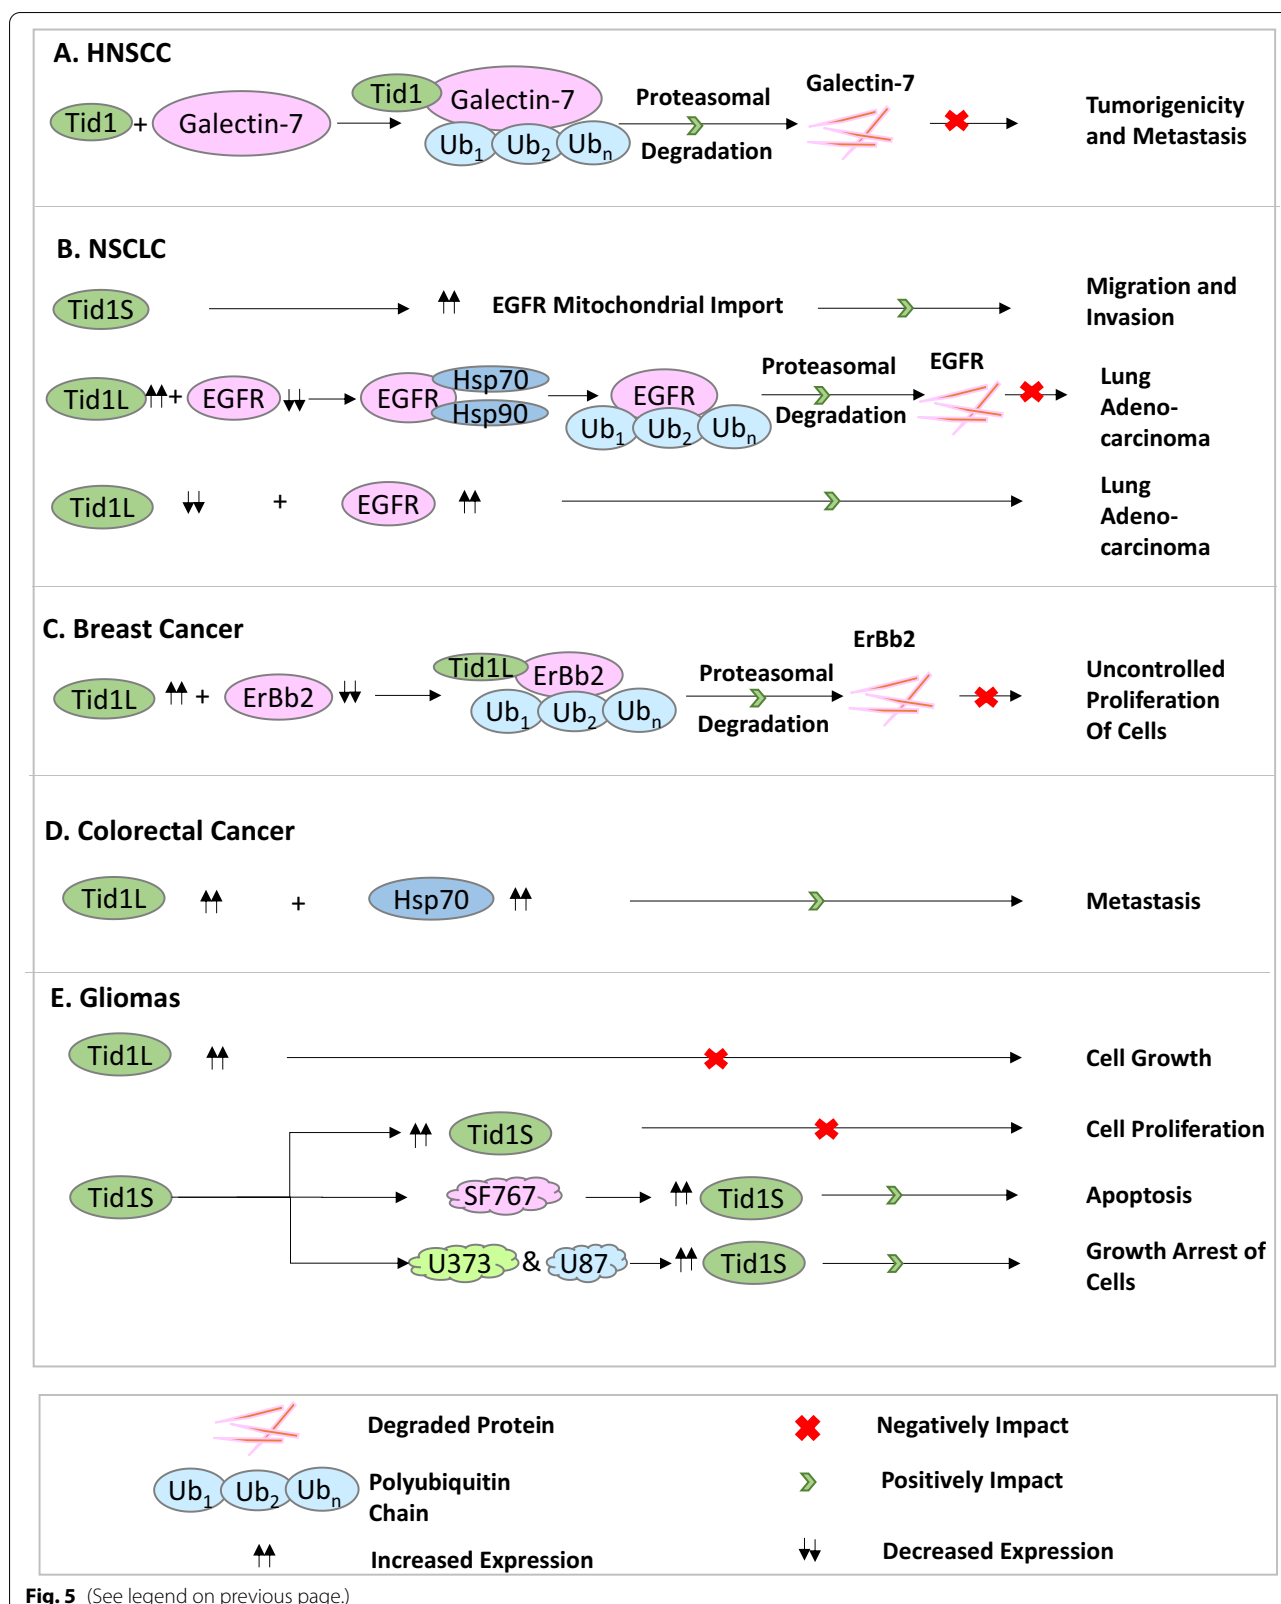 A. HNSCC
Tid1 + Galectin-7
Tid1 Galectin-7
Ub1 Ub2 Ubn
Proteasomal
Degradation
Galectin-7
Tumorigenicity
and Metastasis
B. NSCLC
Tid1S
EGFR Mitochondrial Import
Migration and
Invasion
Tid1L + EGFR
EGFR Hsp70
Hsp90
EGFR
Ub1 Ub2 Ubn
Proteasomal
Degradation
EGFR
Lung
Adeno-
carcinoma
Tid1L + EGFR
Lung
Adeno-
carcinoma
C. Breast Cancer
Tid1L + ErBb2
Tid1L ErBb2
Ub1 Ub2 Ubn
Proteasomal
Degradation
ErBb2
Uncontrolled
Proliferation
Of Cells
D. Colorectal Cancer
Tid1L + Hsp70
Metastasis
E. Gliomas
Tid1L
Cell Growth
Tid1S
Tid1S
Cell Proliferation
SF767
Tid1S
Apoptosis
U373 & U87
Tid1S
Growth Arrest of
Cells
Degraded Protein
Negatively Impact
Ub1 Ub2 Ubn
Polyubiquitin
Chain
Positively Impact
Increased Expression
Decreased Expression
Fig. 5 (See legend on previous page.)